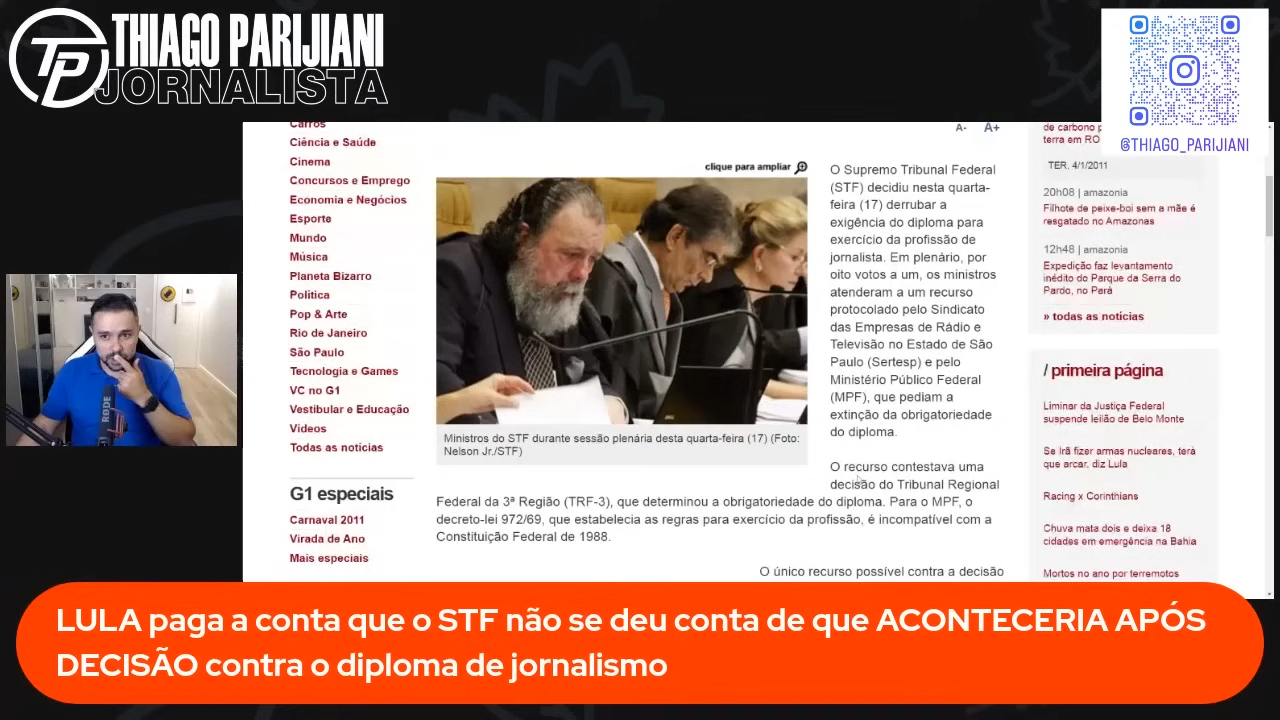 THIAGO PARIJIANI
JORNALISTA
TP
@THIAGO_PARIJIANI
Carros
Ciência e Saúde
Cinema
Concursos e Emprego
Economia e Negócios
Esporte
Mundo
Música
Planeta Bizarro
Política
Pop & Arte
Rio de Janeiro
São Paulo
Tecnologia e Games
VC no G1
Vestibular e Educação
Vídeos
Todas as notícias
G1 especiais
Carnaval 2011
Virada de Ano
Mais especiais
A- A+
clique para ampliar
Ministros do STF durante sessão plenária desta quarta-feira (17) (Foto:
Nelson Jr./STF)
O Supremo Tribunal Federal
(STF) decidiu nesta quarta-
feira (17) derrubar a
exigência do diploma para
exercício da profissão de
jornalista. Em plenário, por
oito votos a um, os ministros
atenderam a um recurso
protocolado pelo Sindicato
das Empresas de Rádio e
Televisão no Estado de São
Paulo (Sertesp) e pelo
Ministério Público Federal
(MPF), que pediam a
extinção da obrigatoriedade
do diploma.
O recurso contestava uma
decisão do Tribunal Regional
Federal da 3ª Região (TRF-3), que determinou a obrigatoriedade do diploma. Para o MPF, o
decreto-lei 972/69, que estabelecia as regras para exercício da profissão, é incompatível com a
Constituição Federal de 1988.
O único recurso possível contra a decisão
de carbono
terra em RO
TER. 4/1/2011
20h08 | amazonia
Filhote de peixe-boi sem a mãe é
resgatado no Amazonas
12h48 | amazonia
Expedição faz levantamento
inédito do Parque da Serra do
Pardo, no Pará
» todas as notícias
/ primeira página
Liminar da Justiça Federal
suspende leilão de Belo Monte
Se Irã fizer armas nucleares, terá
que arcar, diz Lula
Racing x Corinthians
Chuva mata dois e deixa 18
cidades em emergência na Bahia
Mortos no ano por terremotos
RØDE
LULA paga a conta que o STF não se deu conta de que ACONTECERIA APÓS
DECISÃO contra o diploma de jornalismo